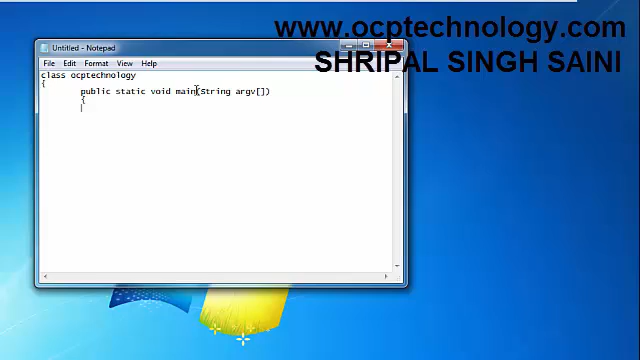 www.ocptechnology.com
SHRIPAL SINGH SAINI
Untitled - Notepad
File Edit Format View Help
class ocptechnology
{
public static void main(String argv[])
{